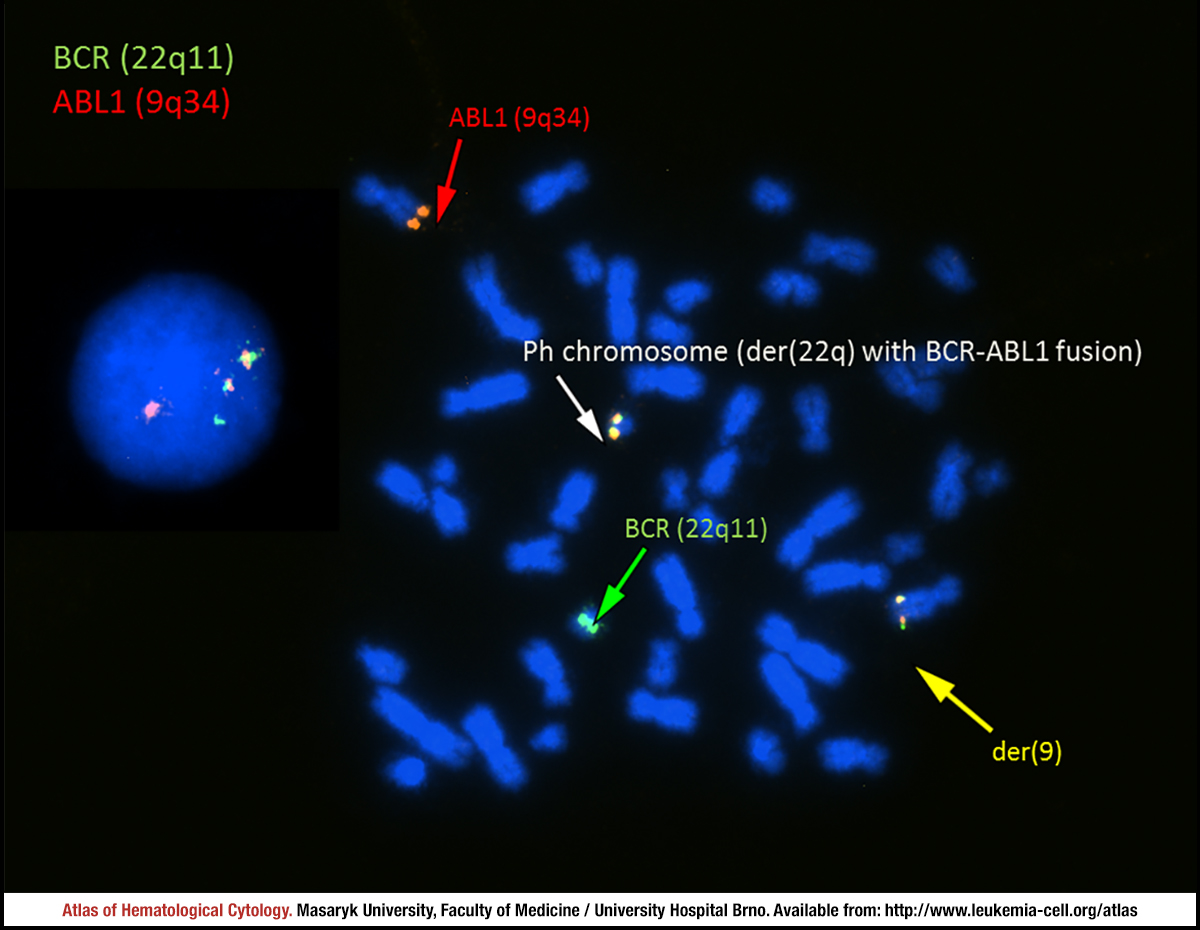 BCR (22q11)
ABL1 (9q34)
ABL1 (9q34)
Ph chromosome (der(22q) with BCR-ABL1 fusion)
BCR (22q11)
der(9)
Atlas of Hematological Cytology. Masaryk University, Faculty of Medicine / University Hospital Brno. Available from: http://www.leukemia-cell.org/atlas